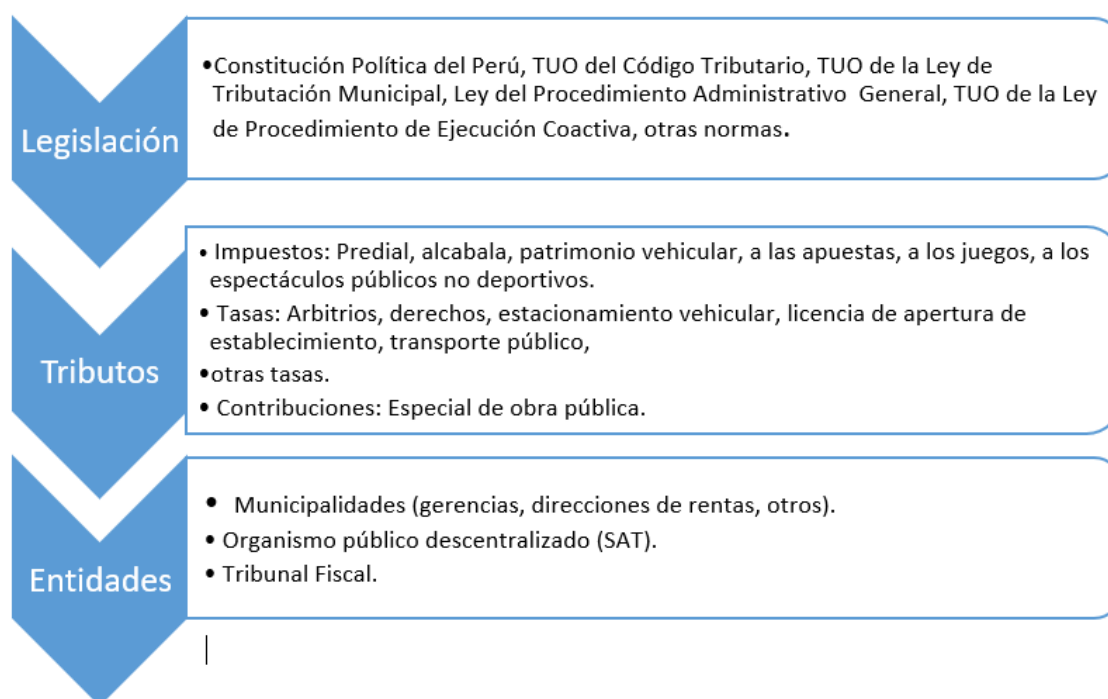 Legislación
•Constitución Política del Perú, TUO del Código Tributario, TUO de la Ley de
Tributación Municipal, Ley del Procedimiento Administrativo General, TUO de la Ley
de Procedimiento de Ejecución Coactiva, otras normas.
Tributos
• Impuestos: Predial, alcabala, patrimonio vehicular, a las apuestas, a los juegos, a los
espectáculos públicos no deportivos.
• Tasas: Arbitrios, derechos, estacionamiento vehicular, licencia de apertura de
establecimiento, transporte público,
•otras tasas.
• Contribuciones: Especial de obra pública.
Entidades
• Municipalidades (gerencias, direcciones de rentas, otros).
• Organismo público descentralizado (SAT).
• Tribunal Fiscal.